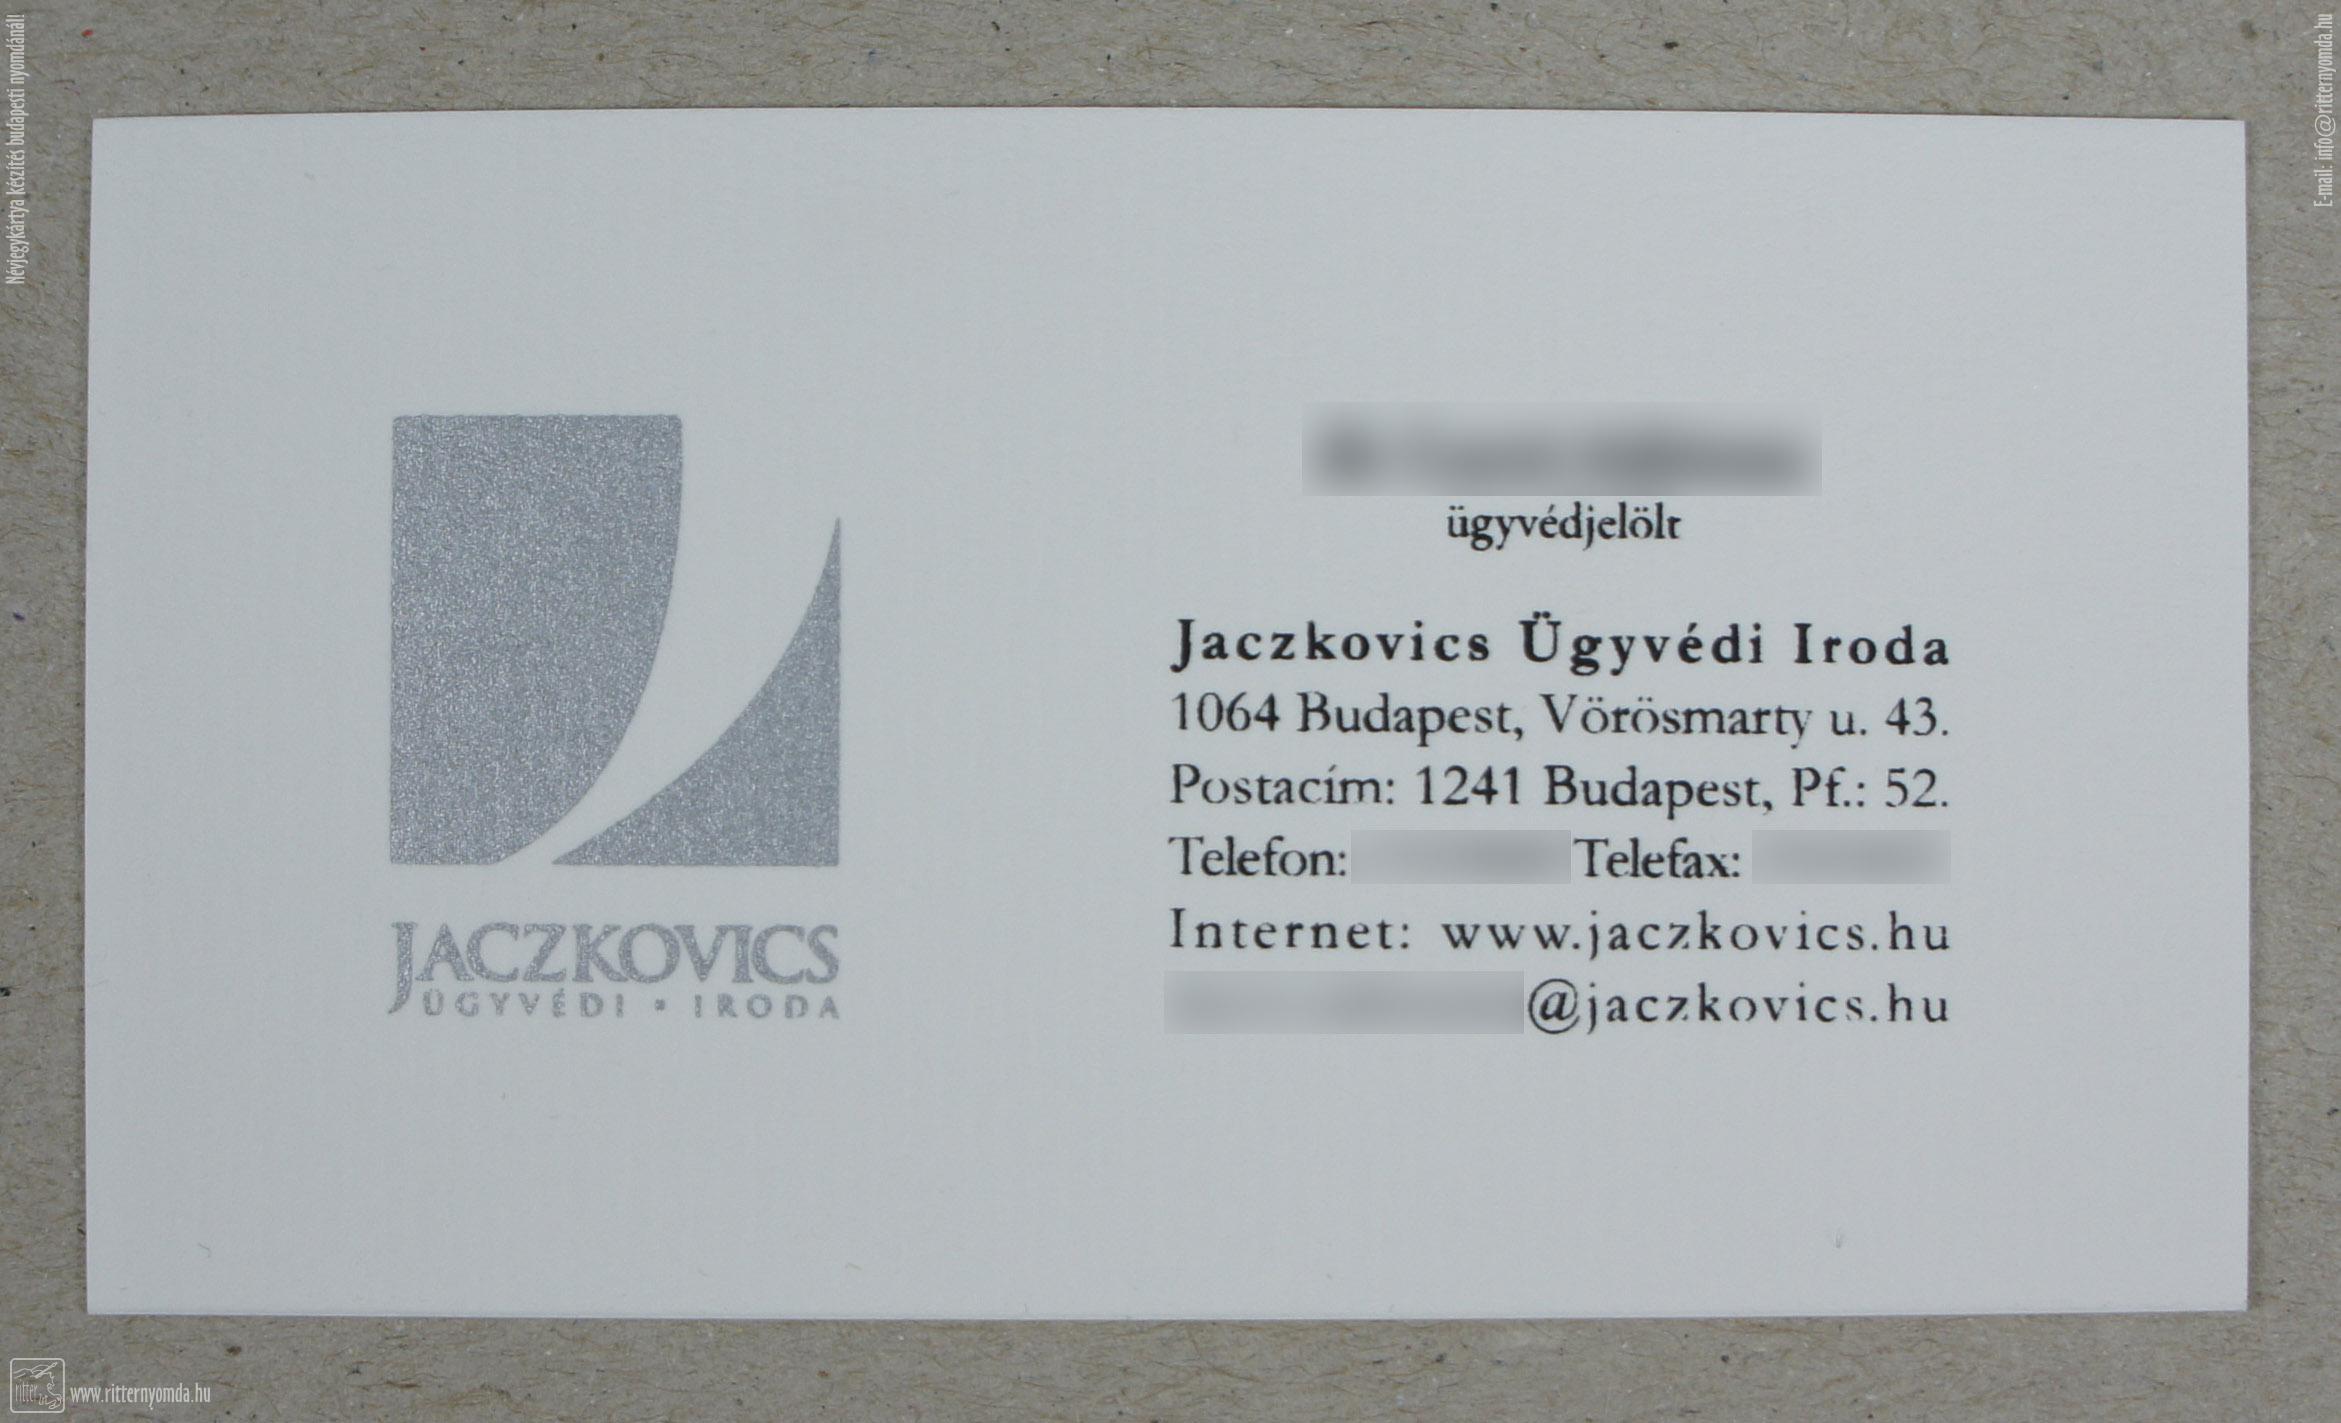 Névjegykártya készítés budapesti nyomdánál!
E-mail: info@ritternyomda.hu
JACZKOVICS
ÜGYVÉDI • IRODA
ügyvédjelölt
Jaczkovics Ügyvédi Iroda
1064 Budapest, Vörösmarty u. 43.
Postacím: 1241 Budapest, Pf.: 52.
Telefon: Telefax:
Internet: www.jaczkovics.hu
@jaczkovics.hu
ritter
www.ritternyomda.hu